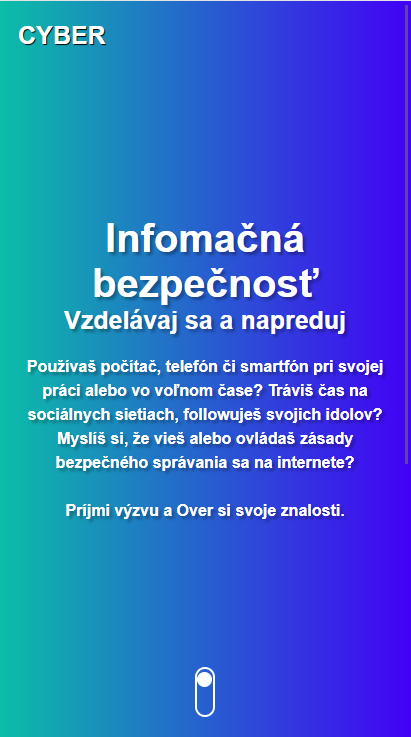 CYBER
Infomačná
bezpečnosť
Vzdelávaj sa a napreduj
Používaš počítač, telefón či smartfón pri svojej
práci alebo vo voľnom čase? Tráviš čas na
sociálnych sietiach, followuješ svojich idolov?
Myslíš si, že vieš alebo ovládaš zásady
bezpečného správania sa na internete?
Príjmi výzvu a Over si svoje znalosti.